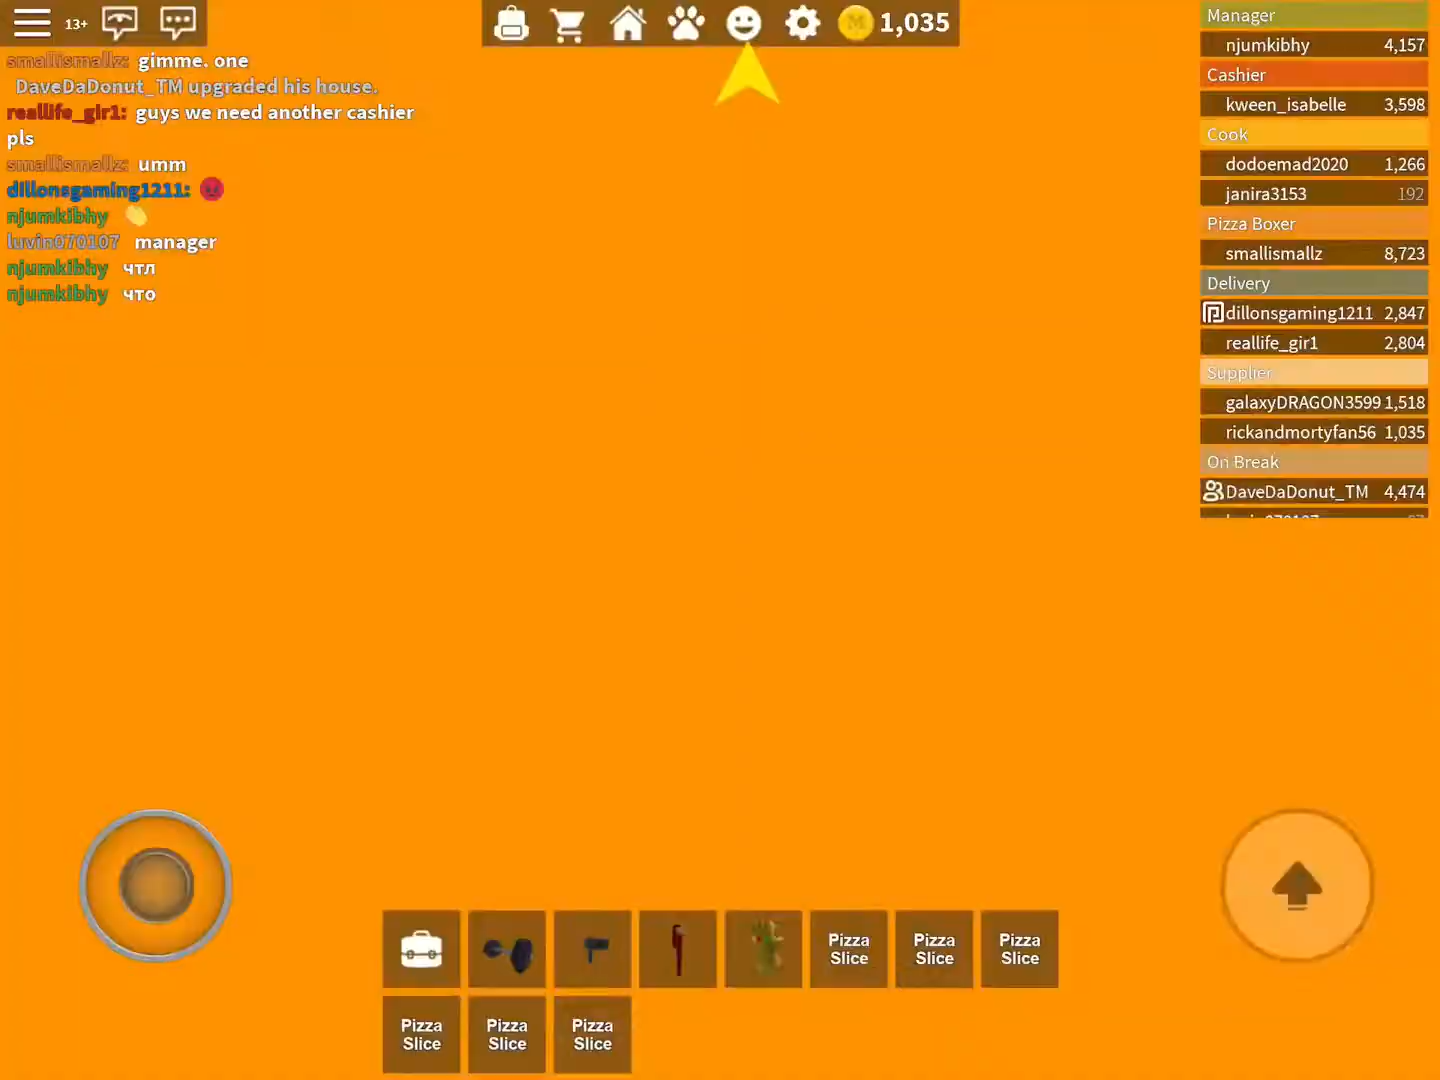 13+
1,035
smallismallz: gimme. one
DaveDaDonut_TM upgraded his house.
reallife_gir1: guys we need another cashier
pls
smallismallz: umm
dillonsgaming1211:
njumkibhy
luvin070107 manager
njumkibhy чтл
njumkibhy что
Manager
njumkibhy 4,157
Cashier
kween_isabelle 3,598
Cook
dodoemad2020 1,266
janira3153 192
Pizza Boxer
smallismallz 8,723
Delivery
dillonsgaming1211 2,847
reallife_gir1 2,804
Supplier
galaxyDRAGON3599 1,518
rickandmortyfan56 1,035
On Break
DaveDaDonut_TM 4,474
Pizza Slice
Pizza Slice
Pizza Slice
Pizza Slice
Pizza Slice
Pizza Slice